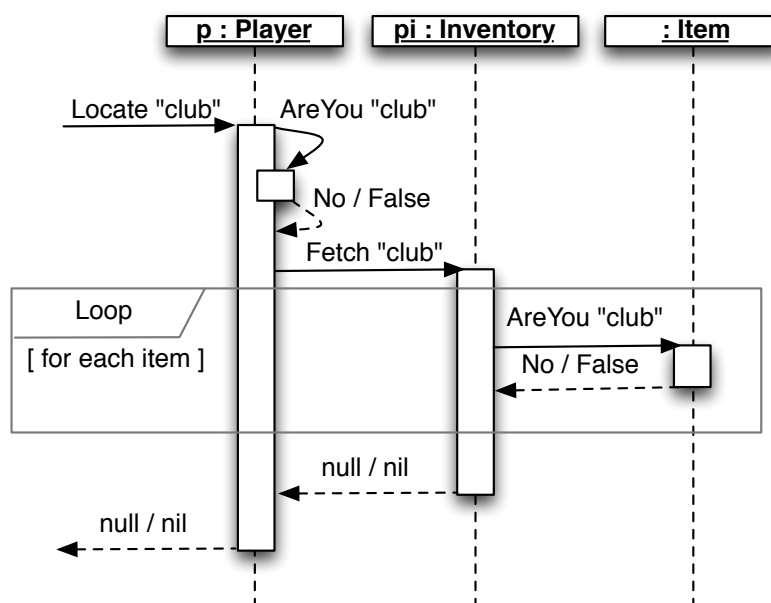 p : Player
pi : Inventory
: Item
Locate "club"
AreYou "club"
No / False
Fetch "club"
Loop
[ for each item ]
AreYou "club"
No / False
null / nil
null / nil